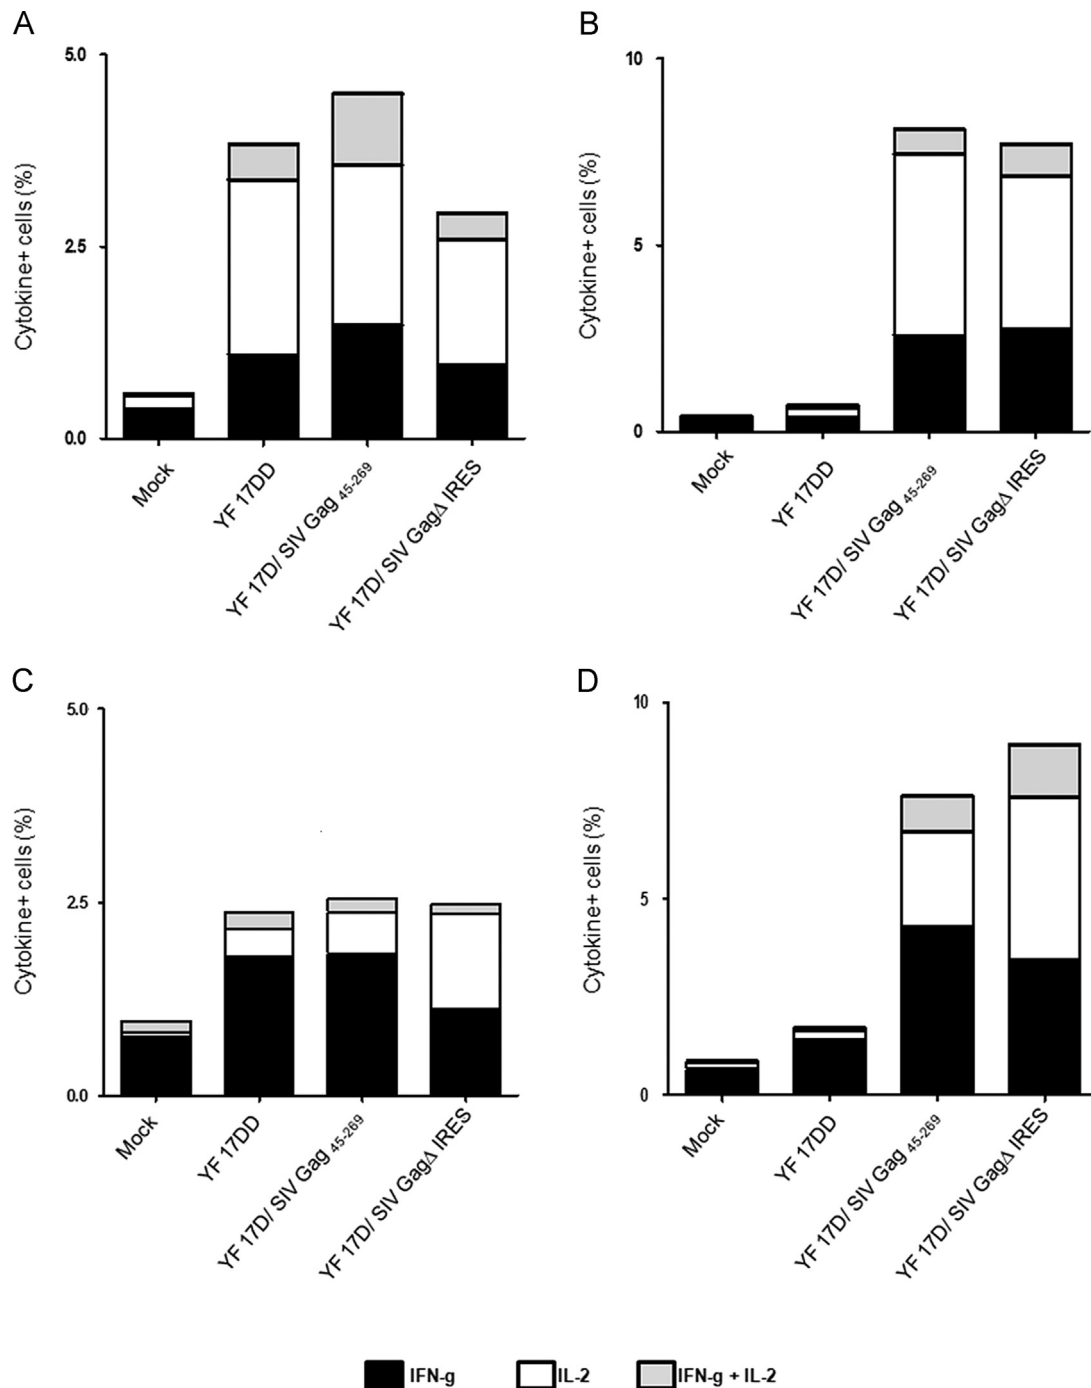 A
Cytokine+ cells (%)
5.0
2.5
0.0
Mock
YF 17DD
YF 17D/ SIV Gag 45-269
YF 17D/ SIV GagΔ IRES
B
Cytokine+ cells (%)
10
5
0
Mock
YF 17DD
YF 17D/ SIV Gag 45-269
YF 17D/ SIV GagΔ IRES
C
Cytokine+ cells (%)
5.0
2.5
0.0
Mock
YF 17DD
YF 17D/ SIV Gag 45-269
YF 17D/ SIV GagΔ IRES
D
Cytokine+ cells (%)
10
5
0
Mock
YF 17DD
YF 17D/ SIV Gag 45-269
YF 17D/ SIV GagΔ IRES
IFN-g IL-2 IFN-g + IL-2